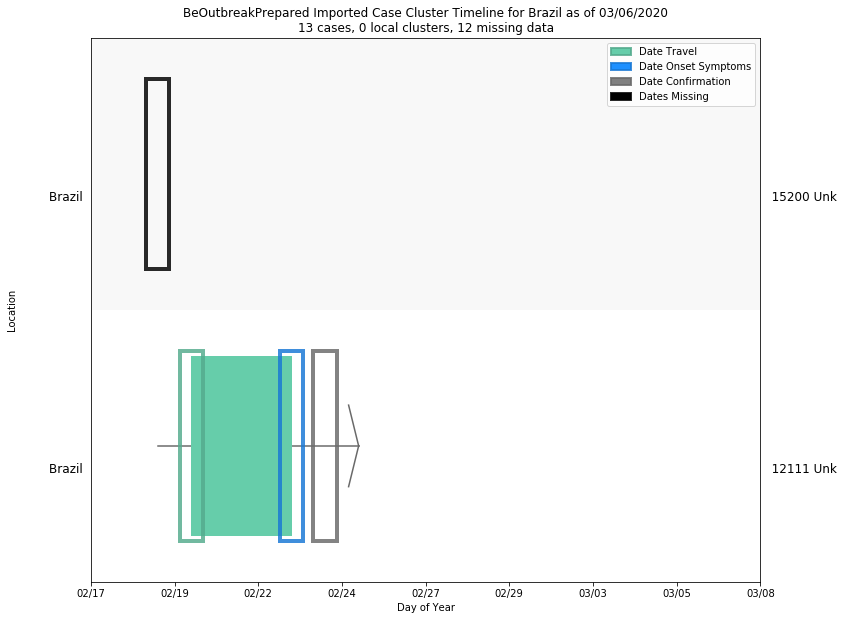 BeOutbreakPrepared Imported Case Cluster Timeline for Brazil as of 03/06/2020
13 cases, 0 local clusters, 12 missing data
Date Travel
Date Onset Symptoms
Date Confirmation
Dates Missing
Brazil
15200 Unk
Location
Brazil
12111 Unk
02/17 02/19 02/22 02/24 02/27 02/29 03/03 03/05 03/08
Day of Year